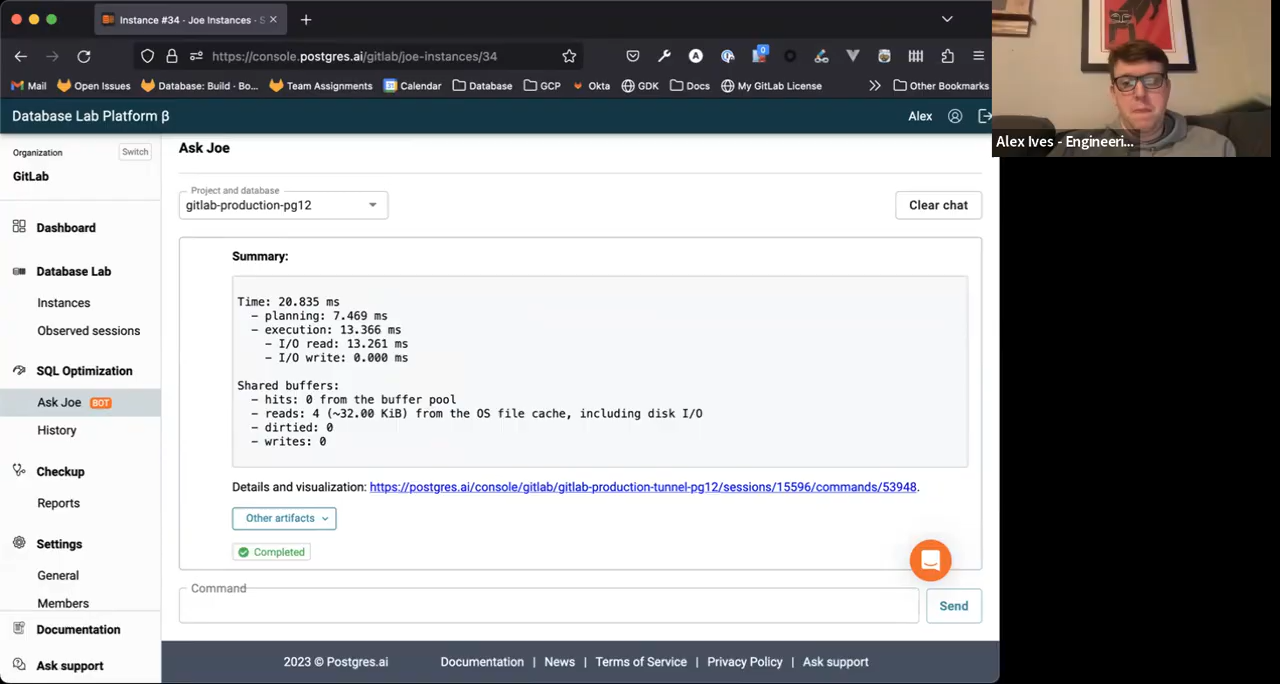 Instance #34 - Joe Instances · S
https://console.postgres.ai/gitlab/joe-instances/34
0
Mail
Open Issues
Database: Build - Bo...
Team Assignments
Calendar
Database
GCP
Okta
GDK
Docs
My GitLab License
Other Bookmarks
Database Lab Platform β
Alex
Organization
Switch
GitLab
Dashboard
Database Lab
Instances
Observed sessions
SQL Optimization
Ask Joe BOT
History
Checkup
Reports
Settings
General
Members
Documentation
Ask support
Ask Joe
Project and database
gitlab-production-pg12
Clear chat
Summary:
Time: 20.835 ms
- planning: 7.469 ms
- execution: 13.366 ms
- I/O read: 13.261 ms
- I/O write: 0.000 ms
Shared buffers:
- hits: 0 from the buffer pool
- reads: 4 (~32.00 KiB) from the OS file cache, including disk I/O
- dirtied: 0
- writes: 0
Details and visualization: https://postgres.ai/console/gitlab/gitlab-production-tunnel-pg12/sessions/15596/commands/53948.
Other artifacts
Completed
Command
Send
2023 © Postgres.ai
Documentation | News | Terms of Service | Privacy Policy | Ask support
Alex Ives - Engineeri...